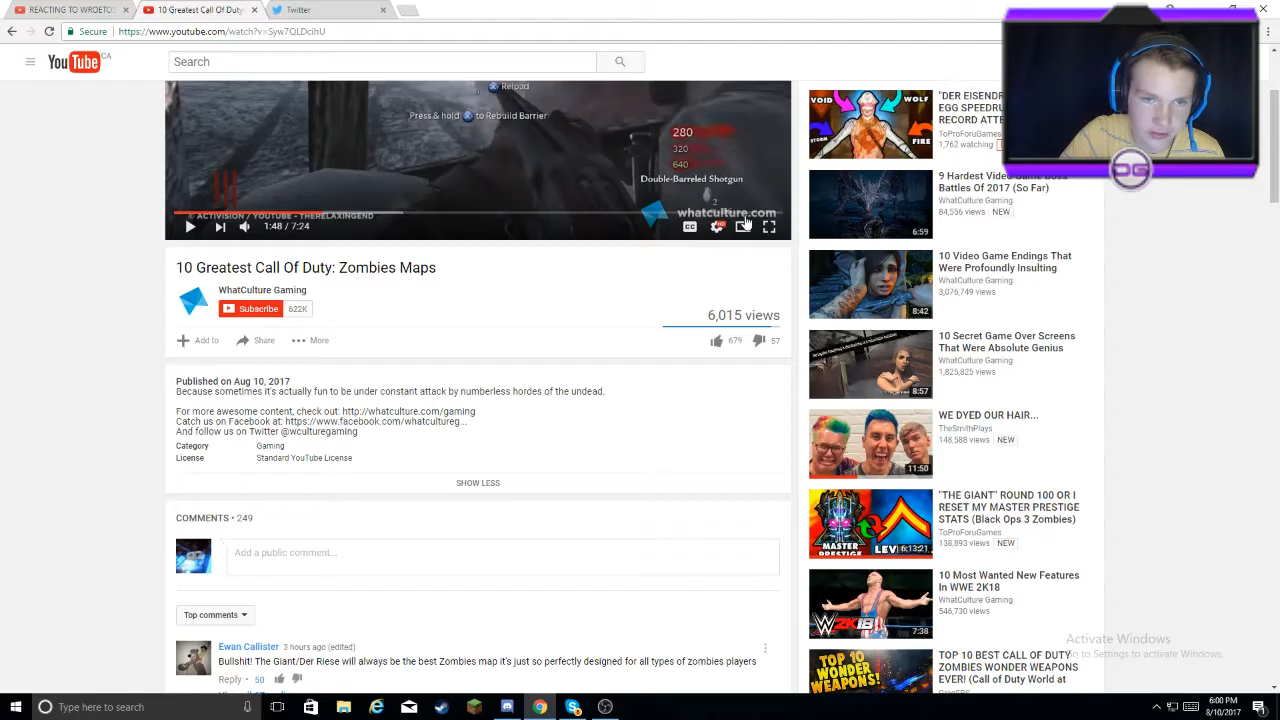 REACTING TO WROETOS
10 Greatest Call Of Duty:
Twitter
Secure https://www.youtube.com/watch?v=Syw7QLDcihU
YouTube CA
Search
Reload
Press & hold X to Rebuild Barrier
280
320
640
Double-Barreled Shotgun
2
whatculture.com
© ACTIVISION / YOUTUBE - THERELAXINGEND
1:48 / 7:24
CC
HD
10 Greatest Call Of Duty: Zombies Maps
WhatCulture Gaming
Subscribe 622K
6,015 views
Add to Share More
679 57
Published on Aug 10, 2017
Because sometimes it's actually fun to be under constant attack by numberless hordes of the undead.
For more awesome content, check out: http://whatculture.com/gaming
Catch us on Facebook at: https://www.facebook.com/whatcultureg...
And follow us on Twitter @wculturegaming
Category Gaming
License Standard YouTube License
SHOW LESS
COMMENTS • 249
Add a public comment...
Top comments
Ewan Callister 3 hours ago (edited)
Bullshit! The Giant/Der Riese will always be the best Zombies map, its just so perfectly designed for all types of zombies players
Reply 50
VOID
WOLF
STORM
FIRE
"DER EISENDR
EGG SPEEDRU
RECORD ATTE
ToProForuGames
1,762 watching
6:59
9 Hardest Video Game Boss
Battles Of 2017 (So Far)
WhatCulture Gaming
84,556 views NEW
8:42
10 Video Game Endings That
Were Profoundly Insulting
WhatCulture Gaming
3,076,749 views
8:57
10 Secret Game Over Screens
That Were Absolute Genius
WhatCulture Gaming
1,825,825 views
11:50
WE DYED OUR HAIR...
TheSmithPlays
148,588 views NEW
MASTER
PRESTIGE
LEV
6:13:21
"THE GIANT" ROUND 100 OR I
RESET MY MASTER PRESTIGE
STATS (Black Ops 3 Zombies)
ToProForuGames
138,893 views NEW
W 2K18
7:38
10 Most Wanted New Features
In WWE 2K18
WhatCulture Gaming
546,730 views
TOP 10
WONDER
WEAPONS!
TOP 10 BEST CALL OF DUTY
ZOMBIES WONDER WEAPONS
EVER! (Call of Duty World at
DG
Activate Windows
Go to Settings to activate Windows.
Type here to search
6:00 PM
8/10/2017